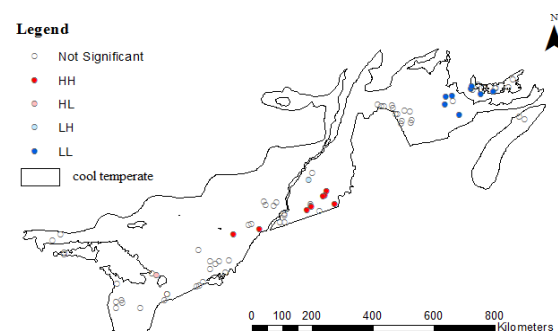 Legend
N
Not Significant
HH
HL
LH
LL
cool temperate
0 100 200 400 600 800
Kilometers